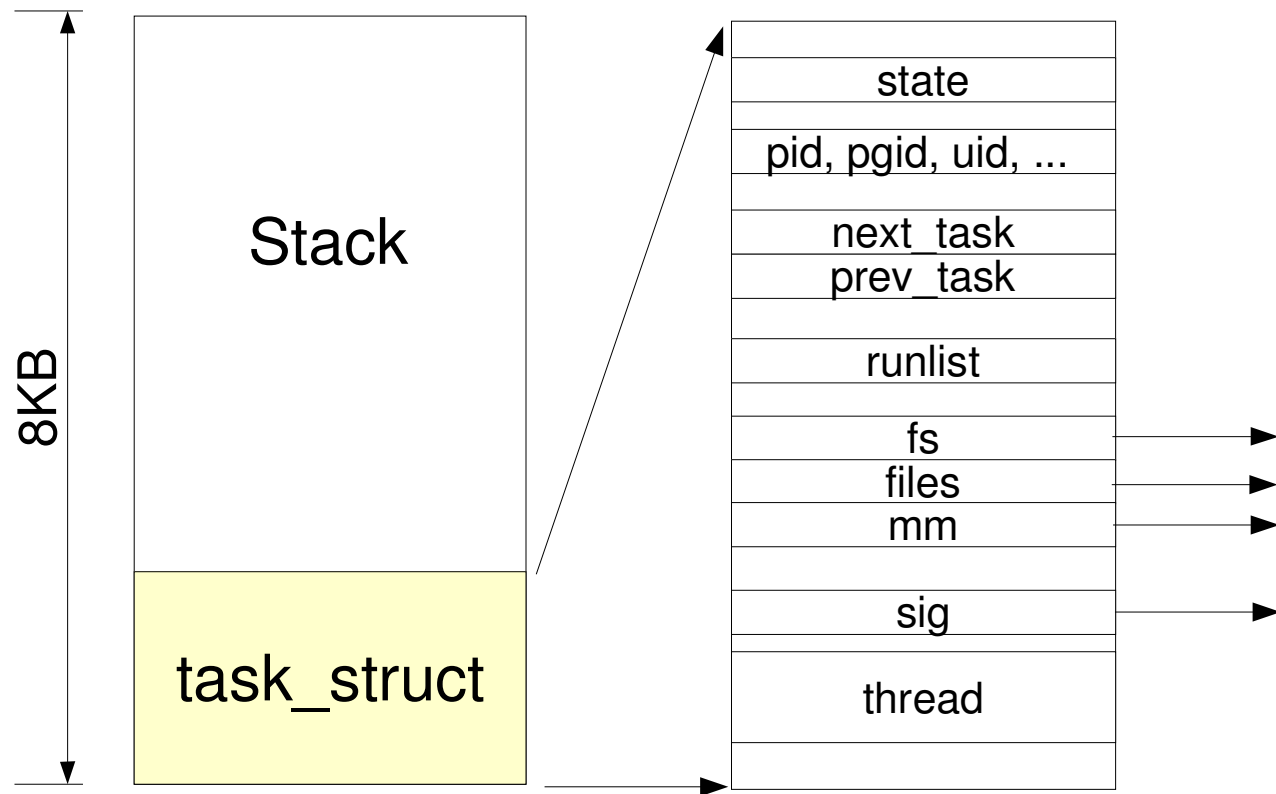 8KB
Stack
task_struct
state
pid, pgid, uid, ...
next_task
prev_task
runlist
fs
files
mm
sig
thread